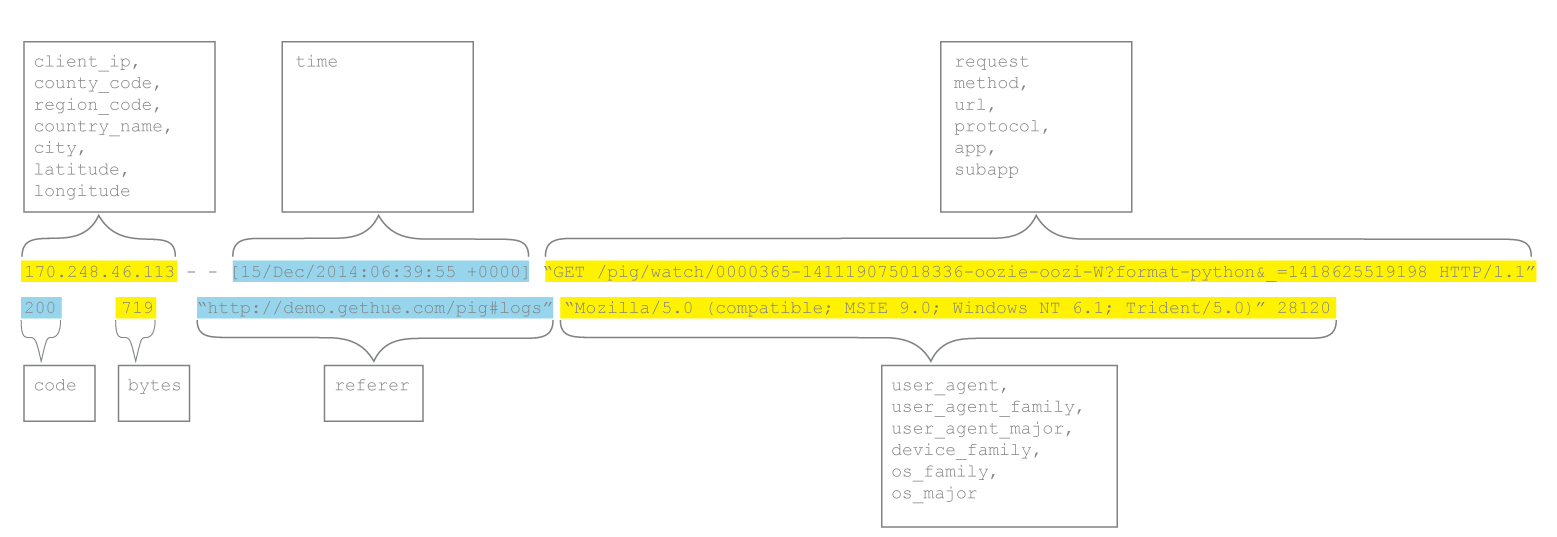 client_ip,
county_code,
region_code,
country_name,
city,
latitude,
longitude
time
request
method,
url,
protocol,
app,
subapp
170.248.46.113 - - [15/Dec/2014:06:39:55 +0000] “GET /pig/watch/0000365-141119075018336-oozie-oozi-W?format-python&_=1418625519198 HTTP/1.1”
200 719 “http://demo.gethue.com/pig#logs” “Mozilla/5.0 (compatible; MSIE 9.0; Windows NT 6.1; Trident/5.0)” 28120
code
bytes
referer
user_agent,
user_agent_family,
user_agent_major,
device_family,
os_family,
os_major